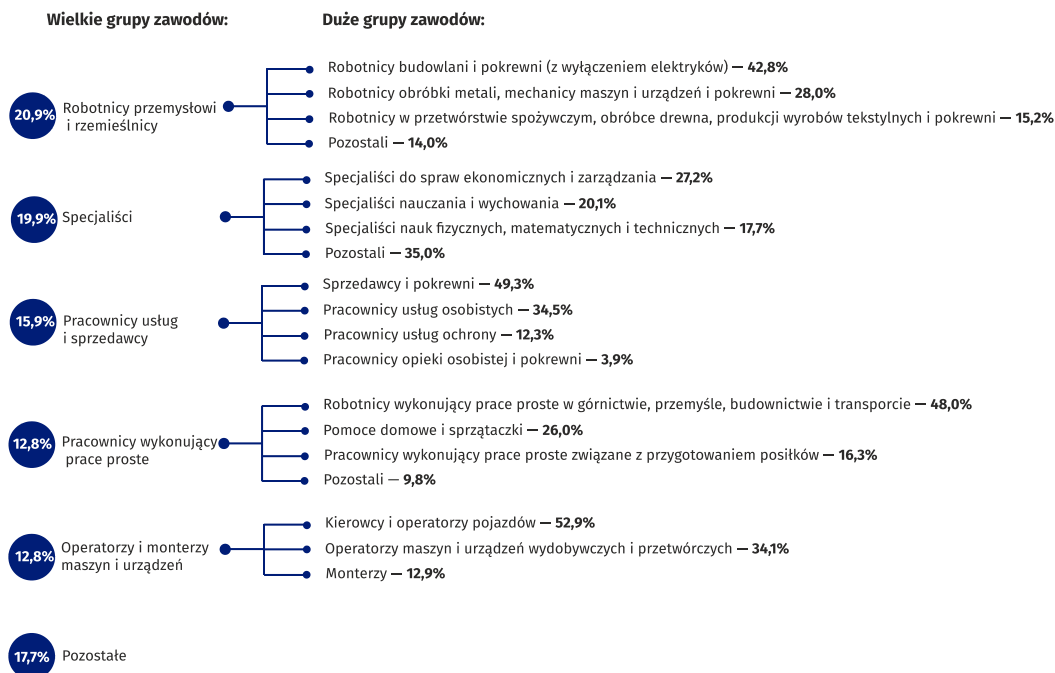 Wielkie grupy zawodów:
Duże grupy zawodów:
20,9%
Robotnicy przemysłowi
i rzemieślnicy
Robotnicy budowlani i pokrewni (z wyłączeniem elektryków) — 42,8%
Robotnicy obróbki metali, mechanicy maszyn i urządzeń i pokrewni — 28,0%
Robotnicy w przetwórstwie spożywczym, obróbce drewna, produkcji wyrobów tekstylnych i pokrewni — 15,2%
Pozostali — 14,0%
19,9%
Specjaliści
Specjaliści do spraw ekonomicznych i zarządzania — 27,2%
Specjaliści nauczania i wychowania — 20,1%
Specjaliści nauk fizycznych, matematycznych i technicznych — 17,7%
Pozostali — 35,0%
15,9%
Pracownicy usług
i sprzedawcy
Sprzedawcy i pokrewni — 49,3%
Pracownicy usług osobistych — 34,5%
Pracownicy usług ochrony — 12,3%
Pracownicy opieki osobistej i pokrewni — 3,9%
12,8%
Pracownicy wykonujący
prace proste
Robotnicy wykonujący prace proste w górnictwie, przemyśle, budownictwie i transporcie — 48,0%
Pomoce domowe i sprzątaczki — 26,0%
Pracownicy wykonujący prace proste związane z przygotowaniem posiłków — 16,3%
Pozostali — 9,8%
12,8%
Operatorzy i monterzy
maszyn i urządzeń
Kierowcy i operatorzy pojazdów — 52,9%
Operatorzy maszyn i urządzeń wydobywczych i przetwórczych — 34,1%
Monterzy — 12,9%
17,7%
Pozostałe